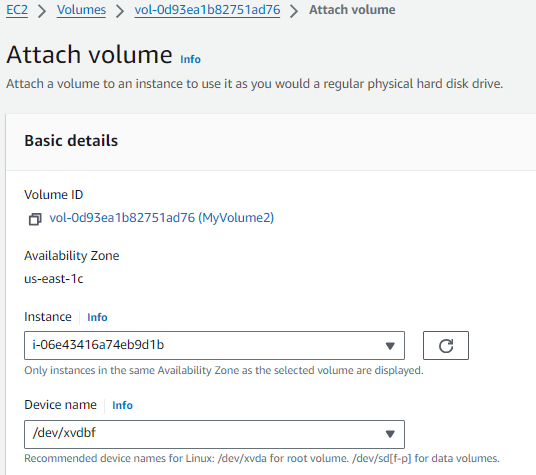 EC2 > Volumes > vol-0d93ea1b82751ad76 > Attach volume
Attach volume Info
Attach a volume to an instance to use it as you would a regular physical hard disk drive.
Basic details
Volume ID
vol-0d93ea1b82751ad76 (MyVolume2)
Availability Zone
us-east-1c
Instance | Info
i-06e43416a74eb9d1b
Only instances in the same Availability Zone as the selected volume are displayed.
Device name | Info
/dev/xvdbf
Recommended device names for Linux: /dev/xvda for root volume. /dev/sd[f-p] for data volumes.